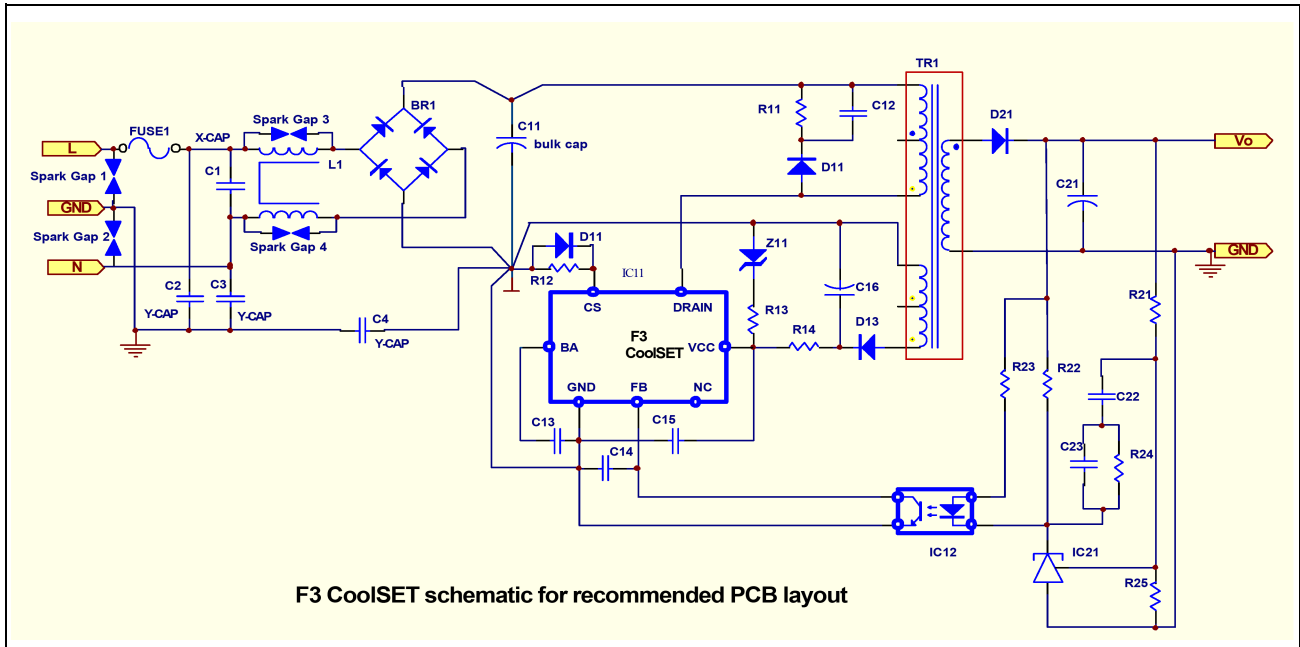 TR1
BR1
R11
C12
D21
Spark Gap 3
FUSE1
X-CAP
C11
bulk cap
L
L1
Vo
D11
Spark Gap 1
C1
C21
GND
Spark Gap 2
Spark Gap 4
D11
Z11
GND
N
R12
IC11
C2
C3
C16
R21
CS
DRAIN
Y-CAP
Y-CAP
C4
Y-CAP
R13
R14
D13
F3
CoolSET
BA
VCC
R23
R22
GND
FB
NC
C22
C13
C15
C14
C23
R24
IC12
IC21
R25
F3 CoolSET schematic for recommended PCB layout